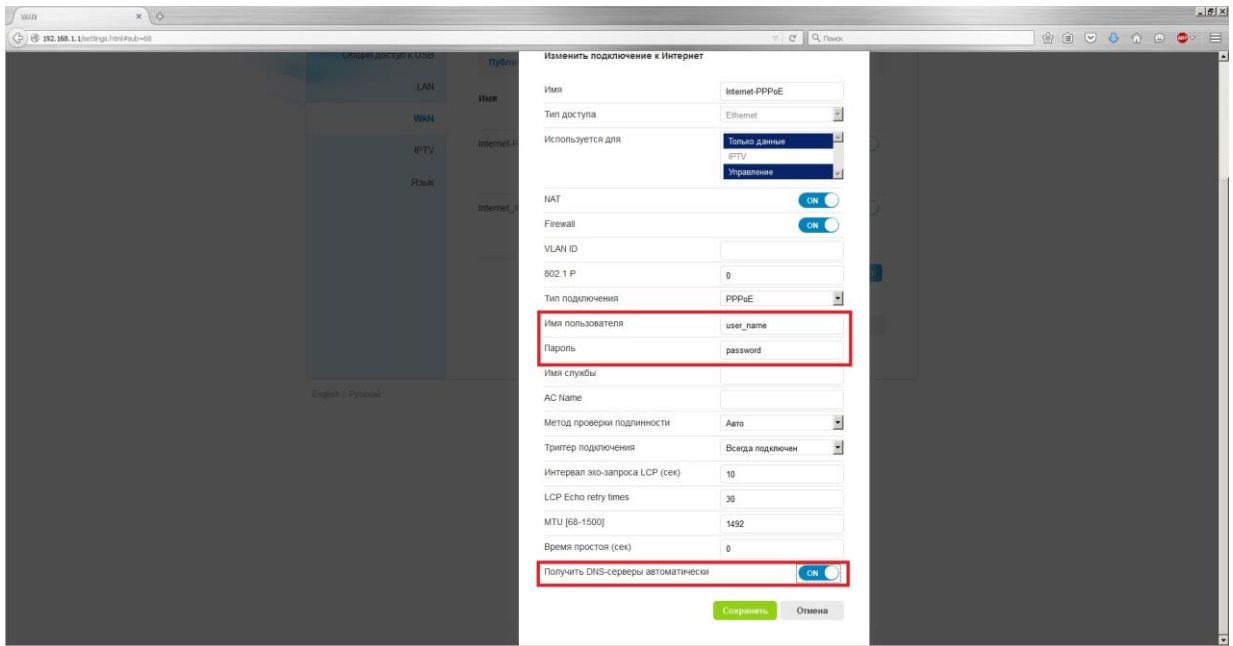 WAN
192.168.1.1/settings.html#sub=68
Поиск
ABP
Общий доступ к USB
LAN
WAN
IPTV
Язык
English | Русский
Имя
Изменить подключение к Интернет
Имя Internet-PPPoE
Тип доступа Ethernet
Используется для Только данные
IPTV
Управление
NAT ON
Firewall ON
VLAN ID
802.1 P 0
Тип подключения PPPoE
Имя пользователя user_name
Пароль password
Имя службы
AC Name
Метод проверки подлинности Авто
Триггер подключения Всегда подключен
Интервал эхо-запроса LCP (сек) 10
LCP Echo retry times 30
MTU [68-1500] 1492
Время простоя (сек) 0
Получить DNS-серверы автоматически ON
Сохранить Отмена